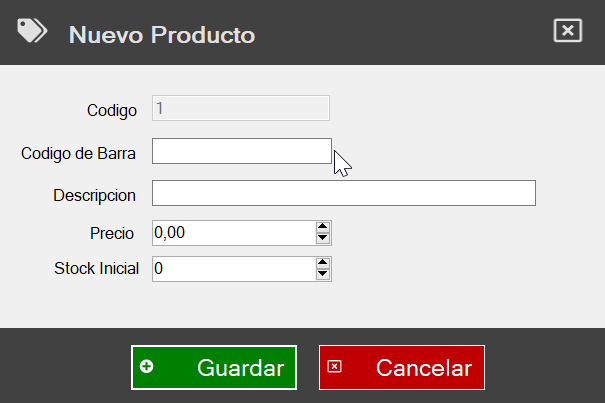 Nuevo Producto
Codigo 1
Codigo de Barra
Descripcion
Precio 0,00
Stock Inicial 0
Guardar Cancelar